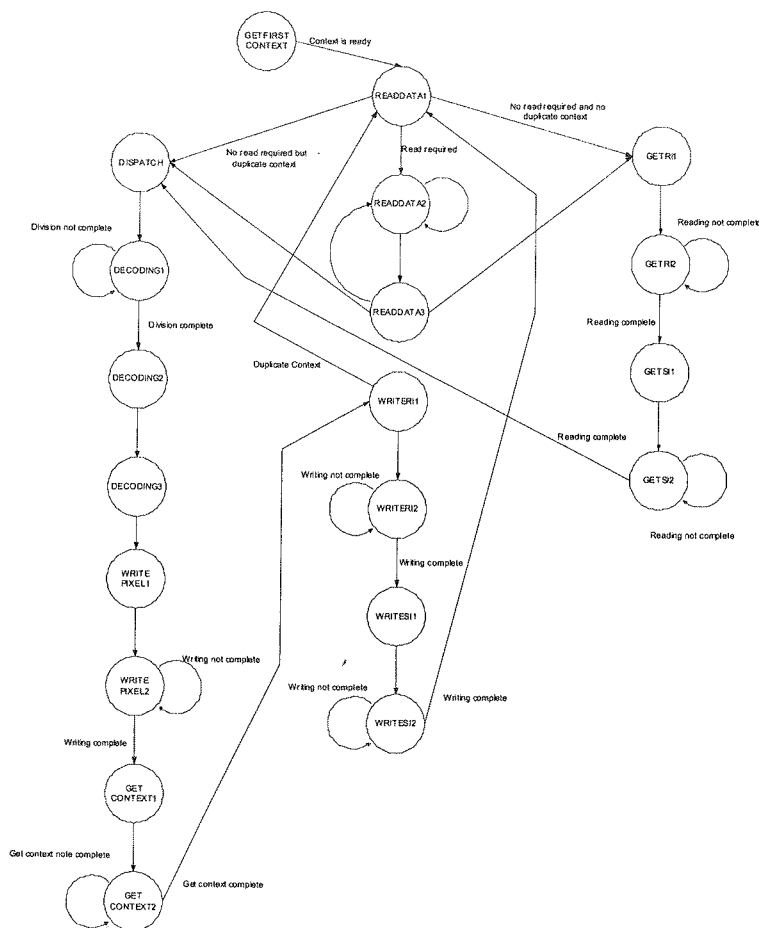 GETFIRST
CONTEXT
Context is ready
READDATA1
No read required and no
duplicate context
No read required but
duplicate context
Read required
DISPATCH
GETRI1
READDATA2
Reading not complete
Division not complete
DECODING1
GETRI2
READDATA3
Division complete
Reading complete
Duplicate Context
DECODING2
GETSI1
WRITERI1
Reading complete
Writing not complete
GETSI2
DECODING3
WRITERI2
Reading not complete
Writing complete
WRITE
PIXEL1
WRITESI1
Writing not complete
WRITE
PIXEL2
Writing not complete
Writing complete
WRITESI2
Writing complete
GET
CONTEXT1
Get context note complete
Get context complete
GET
CONTEXT2